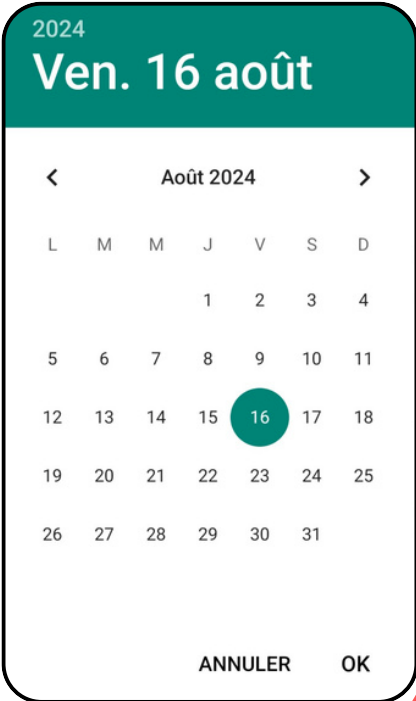 2024
Ven. 16 août
Août 2024
L M M J V S D
1 2 3 4
5 6 7 8 9 10 11
12 13 14 15 16 17 18
19 20 21 22 23 24 25
26 27 28 29 30 31
ANNULER OK